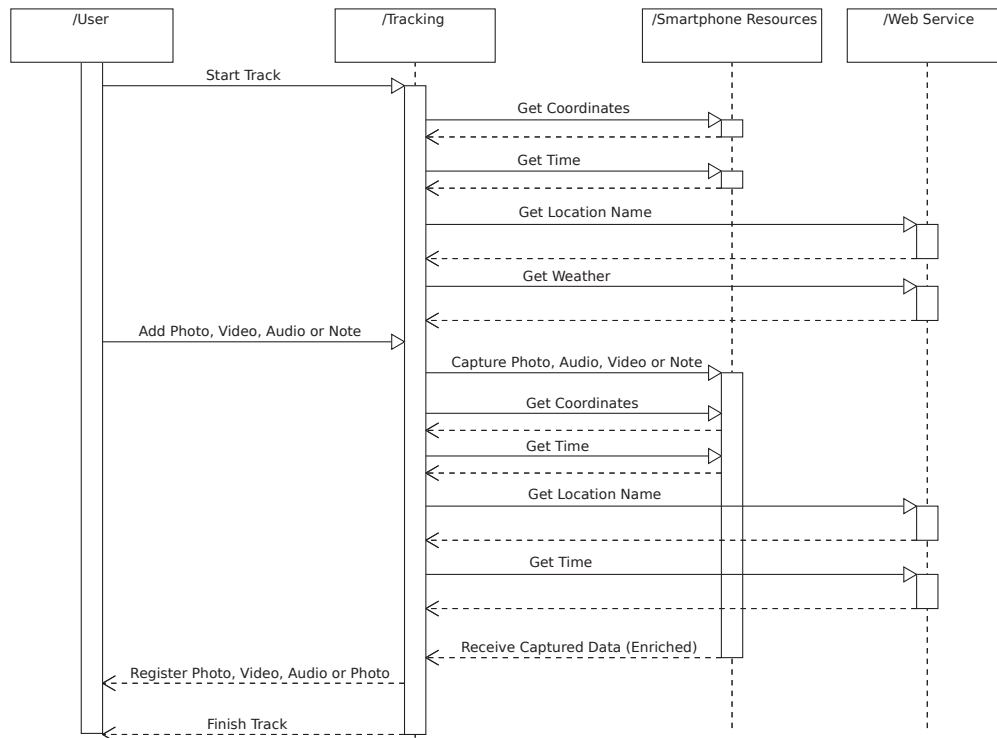 /User
/Tracking
/Smartphone Resources
/Web Service
Start Track
Get Coordinates
Get Time
Get Location Name
Get Weather
Add Photo, Video, Audio or Note
Capture Photo, Audio, Video or Note
Get Coordinates
Get Time
Get Location Name
Get Time
Receive Captured Data (Enriched)
Register Photo, Video, Audio or Photo
Finish Track